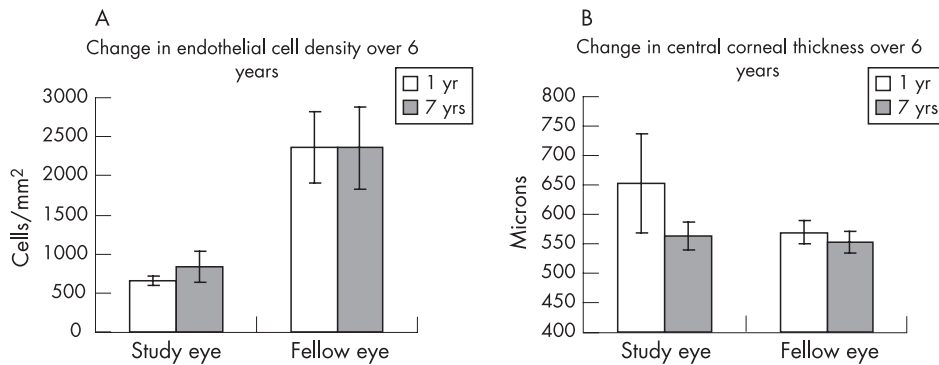 A
Change in endothelial cell density over 6
years
1 yr
7 yrs
3000
2500
2000
1500
1000
500
0
Cells/mm²
Study eye
Fellow eye
B
Change in central corneal thickness over 6
years
1 yr
7 yrs
800
750
700
650
600
550
500
450
400
Microns
Study eye
Fellow eye